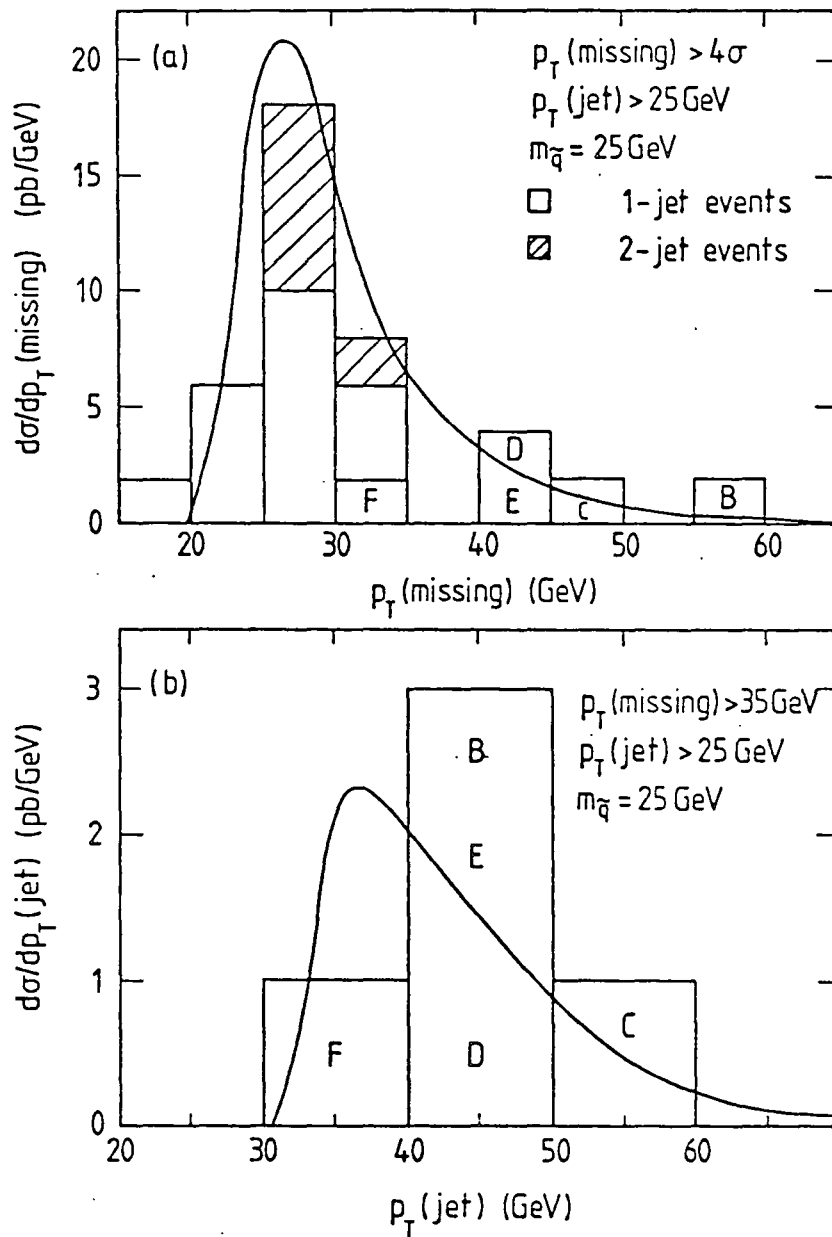 (a)
p_T (missing) > 4σ
p_T (jet) > 25 GeV
m_q̃ = 25 GeV
1-jet events
2-jet events
dσ/dp_T (missing) (pb/GeV)
20
15
10
5
0
D
F
E
C
B
20 30 40 50 60
p_T (missing) (GeV)
(b)
p_T (missing) > 35 GeV
p_T (jet) > 25 GeV
m_q̃ = 25 GeV
dσ/dp_T (jet) (pb/GeV)
3
2
1
0
B
E
C
F
D
20 30 40 50 60
p_T (jet) (GeV)